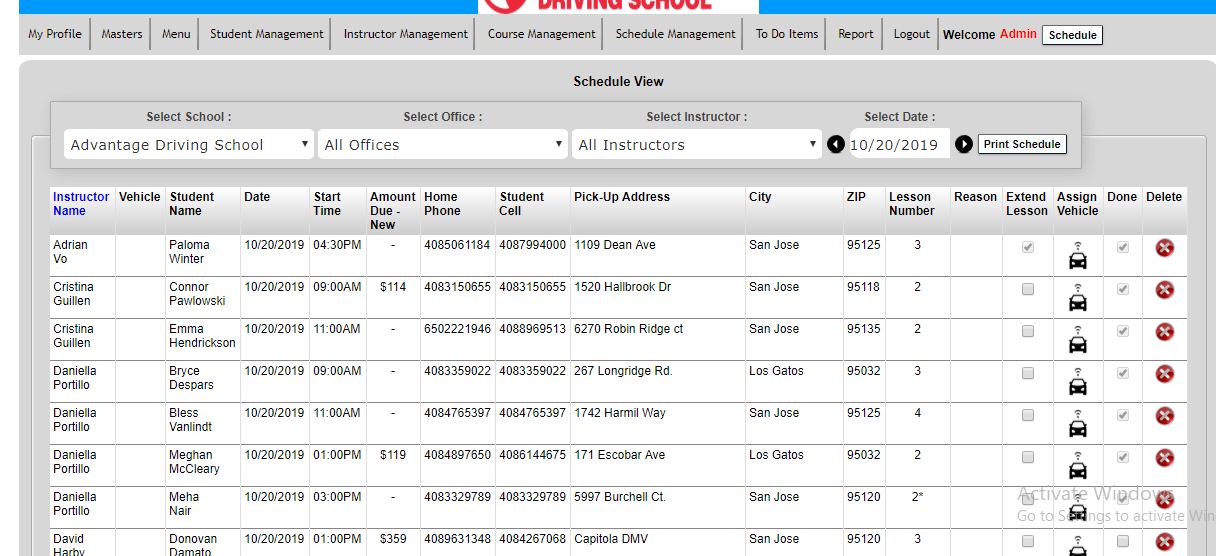 DRIVING SCHOOL
My Profile Masters Menu Student Management Instructor Management Course Management Schedule Management To Do Items Report Logout Welcome Admin Schedule
Schedule View
Select School : Select Office : Select Instructor : Select Date :
Advantage Driving School All Offices All Instructors 10/20/2019 Print Schedule
Instructor Vehicle Student Date Start Amount Home Student Pick-Up Address City ZIP Lesson Reason Extend Assign Done Delete
Name Name Time Due - Phone Cell Number Lesson Vehicle
New
Adrian Paloma 10/20/2019 04:30PM - 4085061184 4087994000 1109 Dean Ave San Jose 95125 3
Vo Winter
Cristina Connor 10/20/2019 09:00AM $114 4083150655 4083150655 1520 Hallbrook Dr San Jose 95118 2
Guillen Pawlowski
Cristina Emma 10/20/2019 11:00AM - 6502221946 4088969513 6270 Robin Ridge ct San Jose 95135 2
Guillen Hendrickson
Daniella Bryce 10/20/2019 09:00AM - 4083359022 4083359022 267 Longridge Rd. Los Gatos 95032 3
Portillo Despars
Daniella Bless 10/20/2019 11:00AM - 4084765397 4084765397 1742 Harmil Way San Jose 95125 4
Portillo Vanlindt
Daniella Meghan 10/20/2019 01:00PM $119 4084897650 4086144675 171 Escobar Ave Los Gatos 95032 2
Portillo McCleary
Daniella Meha 10/20/2019 03:00PM - 4083329789 4083329789 5997 Burchell Ct. San Jose 95120 2*
Portillo Nair
Activate Windows
Go to Settings to activate Win
David Donovan 10/20/2019 01:00PM $359 4089631348 4084267068 Capitola DMV San Jose 95120 3
Harby Damato